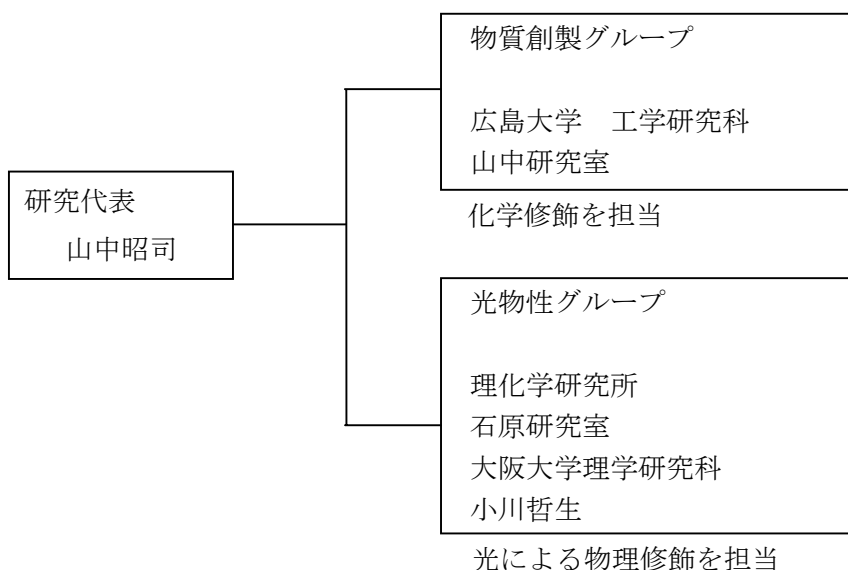 研究代表
山中昭司
物質創製グループ
広島大学　工学研究科
山中研究室
化学修飾を担当
光物性グループ
理化学研究所
石原研究室
大阪大学理学研究科
小川哲生
光による物理修飾を担当